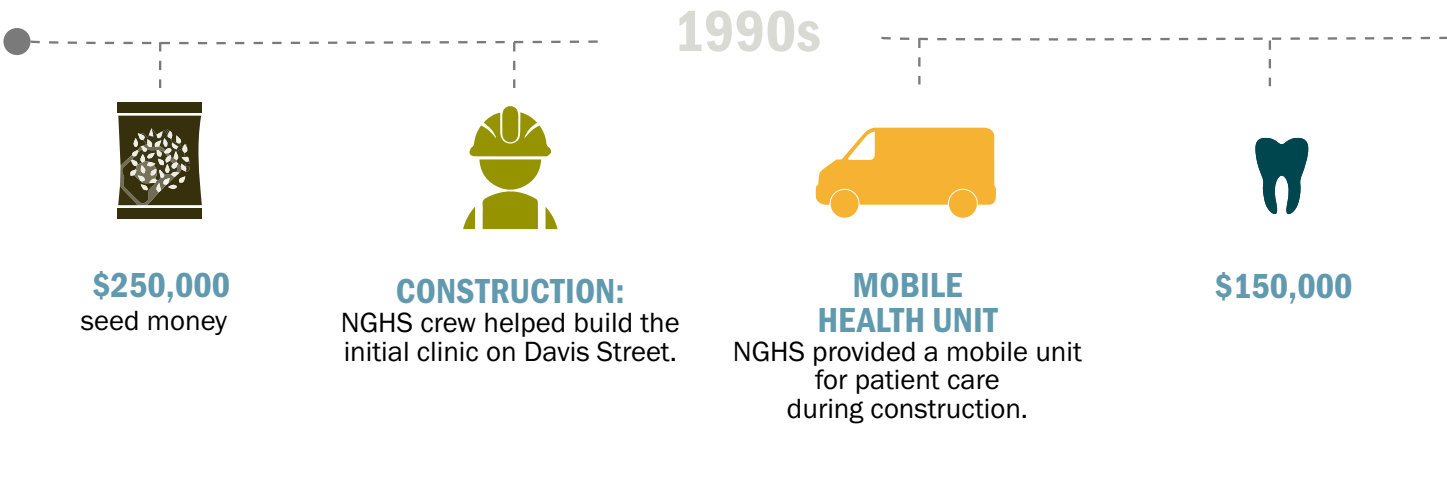 1990s
$250,000
seed money
CONSTRUCTION:
NGHS crew helped build the
initial clinic on Davis Street.
MOBILE
HEALTH UNIT
NGHS provided a mobile unit
for patient care
during construction.
$150,000